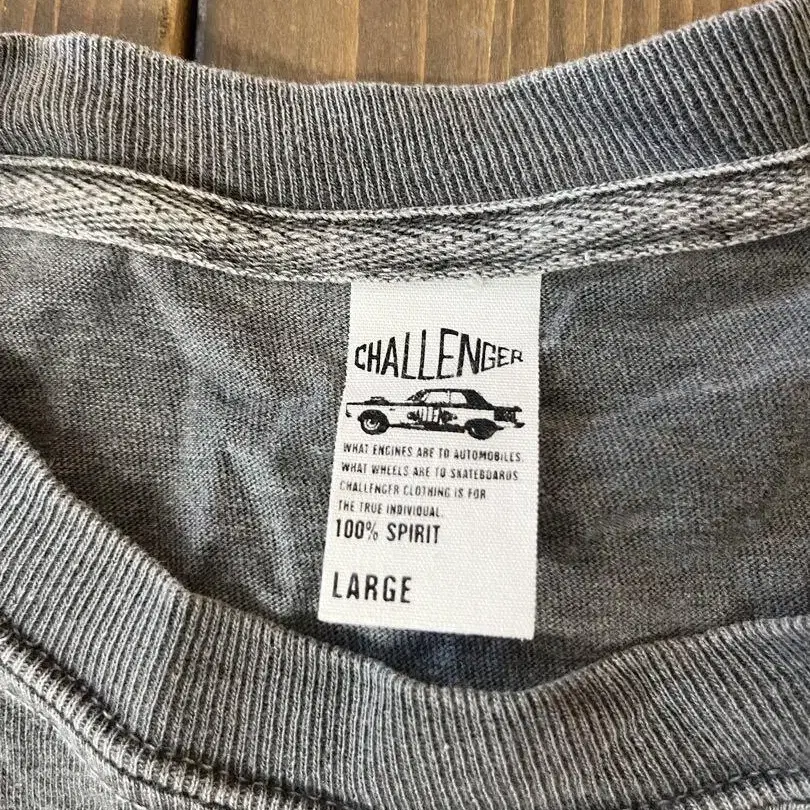 CHALLENGER
CHALLENGER
WHAT ENGINES ARE TO AUTOMOBILES.
WHAT WHEELS ARE TO SKATEBOARDS
CHALLENGER CLOTHING IS FOR
THE TRUE INDIVIDUAL.
100% SPIRIT
LARGE